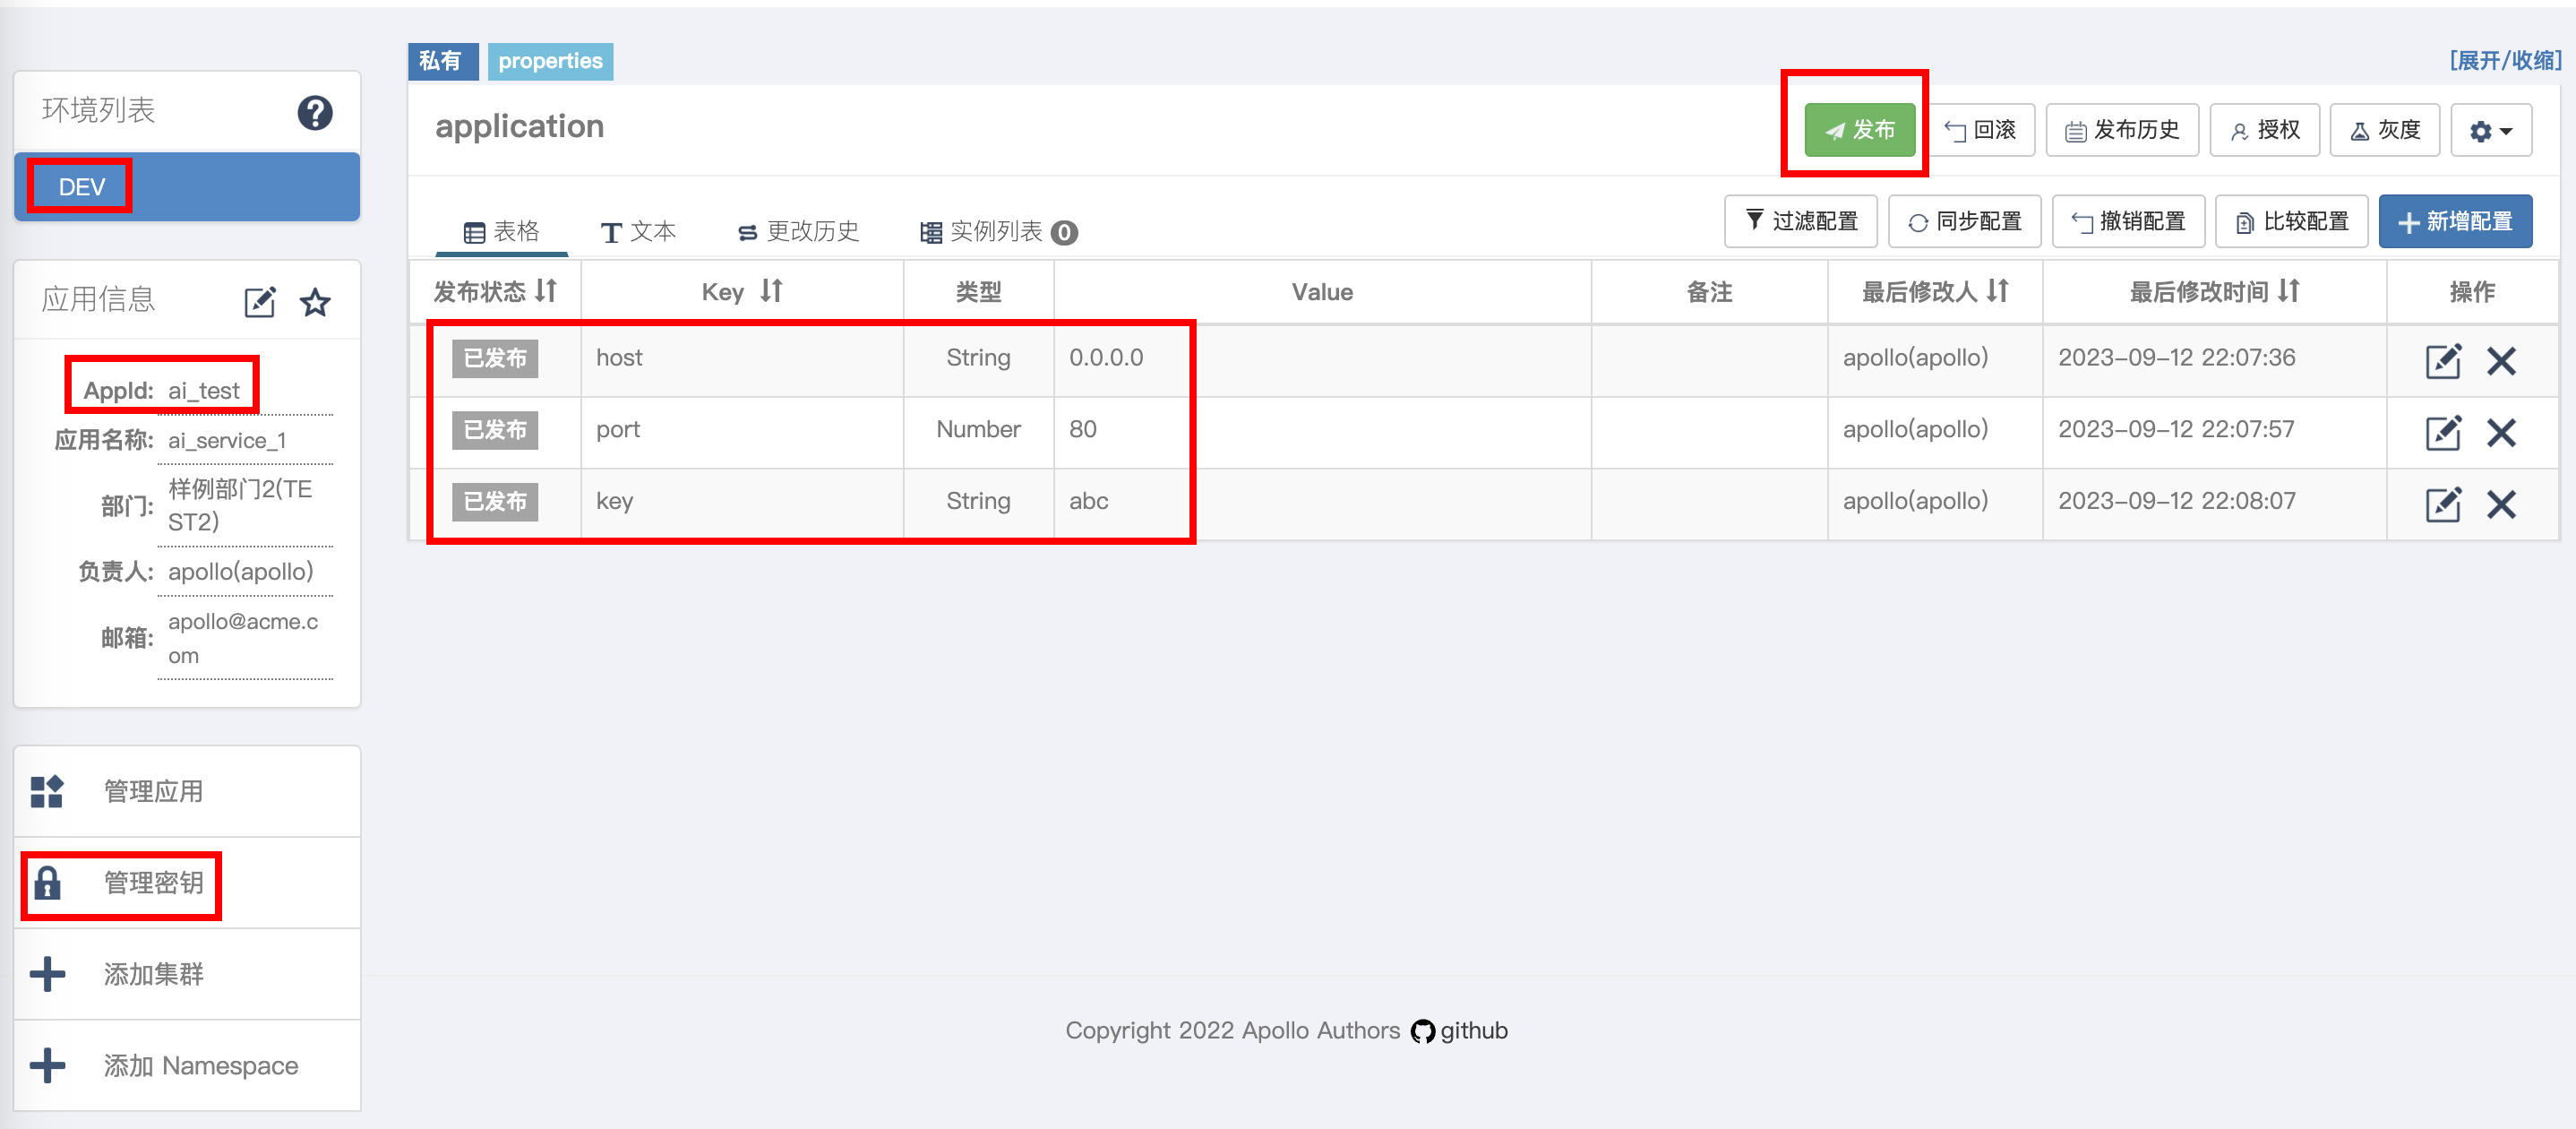 私有 properties
[展开/收缩]
环境列表
DEV
应用信息
AppId: ai_test
应用名称: ai_service_1
部门: 样例部门2(TE
ST2)
负责人: apollo(apollo)
邮箱: apollo@acme.c
om
管理应用
管理密钥
添加集群
添加 Namespace
application
发布 回滚 发布历史 授权 灰度
表格 文本 更改历史 实例列表 0
过滤配置 同步配置 撤销配置 比较配置 新增配置
发布状态 Key 类型 Value 备注 最后修改人 最后修改时间 操作
已发布 host String 0.0.0.0 apollo(apollo) 2023-09-12 22:07:36
已发布 port Number 80 apollo(apollo) 2023-09-12 22:07:57
已发布 key String abc apollo(apollo) 2023-09-12 22:08:07
Copyright 2022 Apollo Authors github